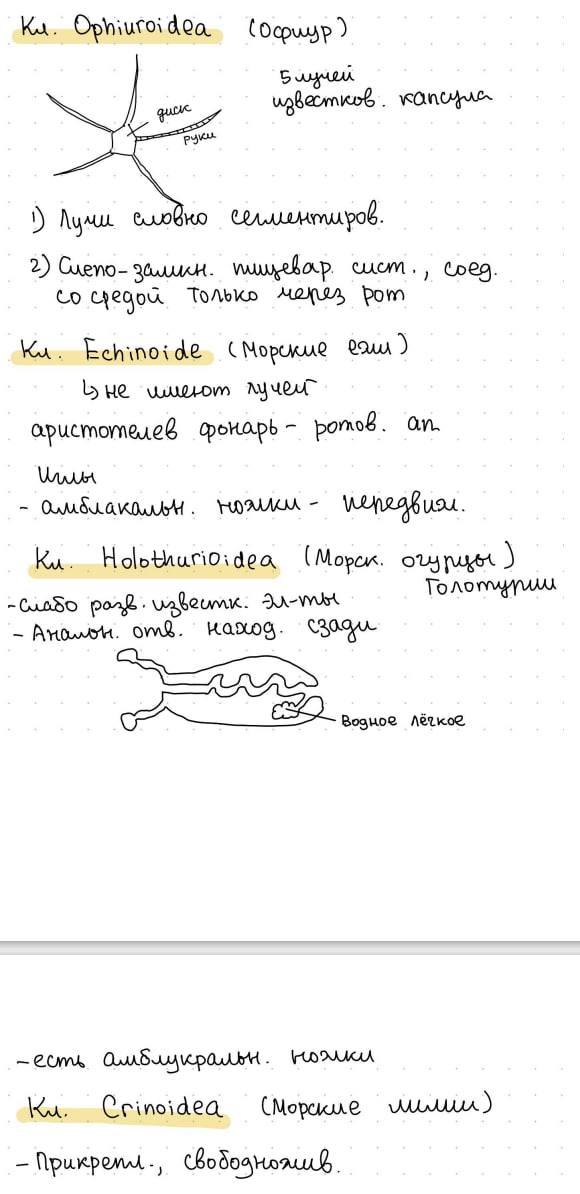 Кл. Ophiuroidea (Офиур)
5 лучей
известков. капсула
диск
руки
1) Лучи словно сегментиров.
2) Слепо-замкн. пищевар. сист., соед.
со средой только через рот
Кл. Echinoide (Морские ежи)
↳ не имеют лучей
аристотелев фонарь - ротов. ап
Иглы
- амблакальн. ножки - передвиж.
Кл. Holothurioidea (Морск. огурцы)
Голотурии
- Слабо разв. известк. эл-ты
- Анальн. отв. наход. сзади
Водное лёгкое
- есть амблукральн. ножки
Кл. Crinoidea (Морские лилии)
- Прикрепл., свободножив.